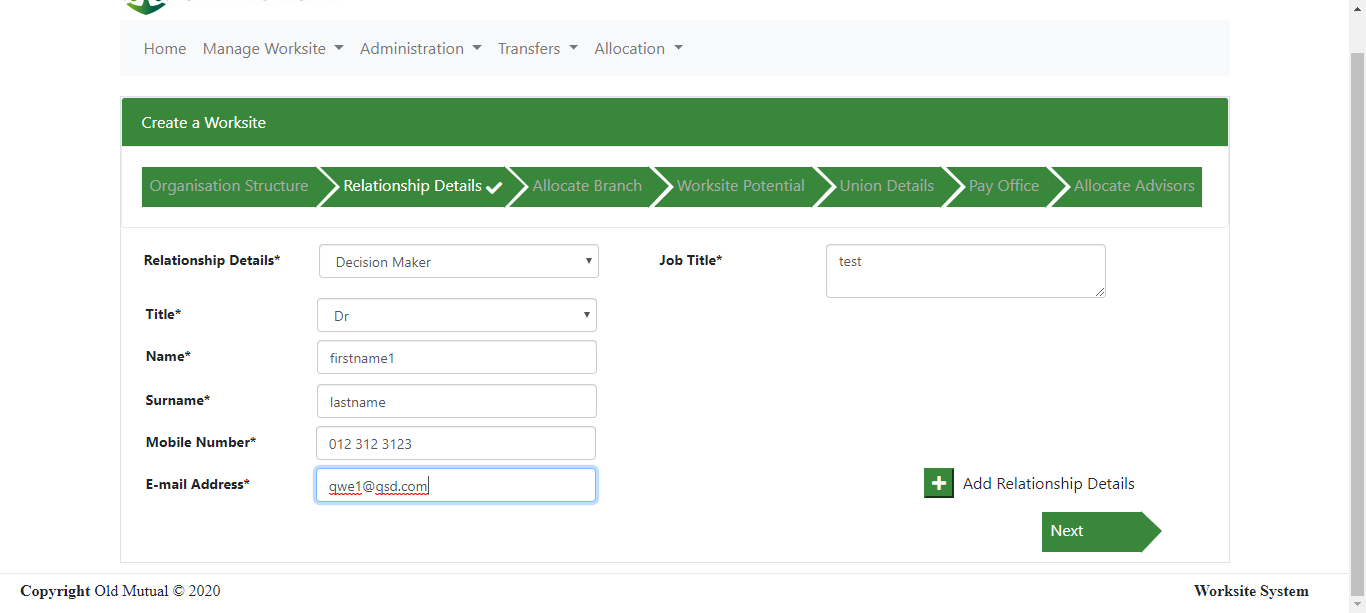 Home Manage Worksite Administration Transfers Allocation
Create a Worksite
Organisation Structure Relationship Details Allocate Branch Worksite Potential Union Details Pay Office Allocate Advisors
Relationship Details* Decision Maker Job Title* test
Title* Dr
Name* firstname1
Surname* lastname
Mobile Number* 012 312 3123
E-mail Address* qwe1@qsd.com
Add Relationship Details
Next
Copyright Old Mutual © 2020 Worksite System